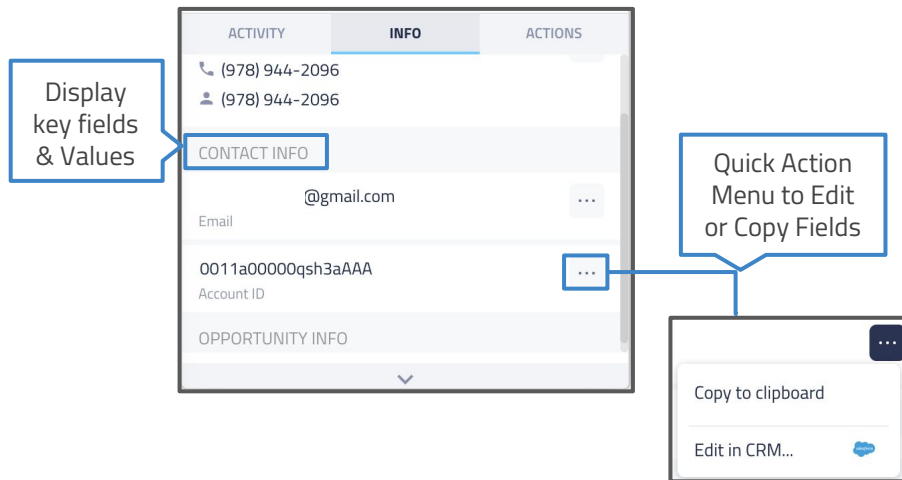 ACTIVITY INFO ACTIONS
(978) 944-2096
(978) 944-2096
Display
key fields
& Values
CONTACT INFO
@gmail.com
...
Email
Quick Action
Menu to Edit
or Copy Fields
0011a00000qsh3aAAA
...
Account ID
OPPORTUNITY INFO
...
Copy to clipboard
Edit in CRM...
salesforce